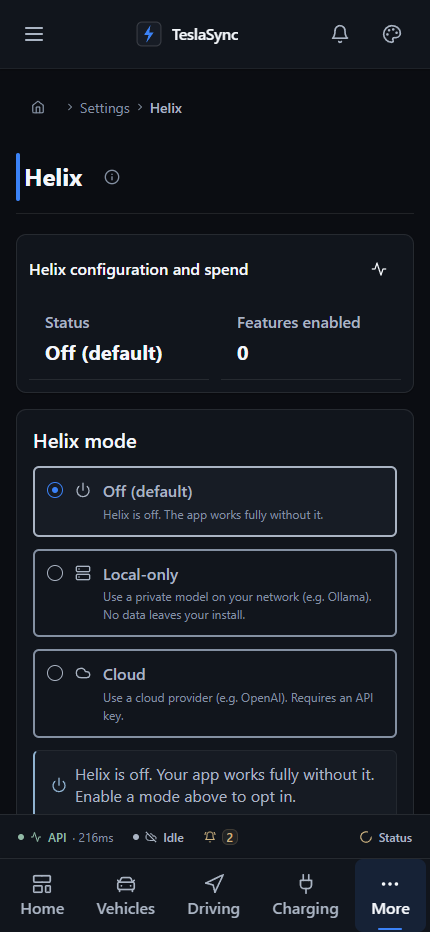 TeslaSync
Settings > Helix
Helix
Helix configuration and spend
Status
Off (default)
Features enabled
0
Helix mode
Off (default)
Helix is off. The app works fully without it.
Local-only
Use a private model on your network (e.g. Ollama).
No data leaves your install.
Cloud
Use a cloud provider (e.g. OpenAI). Requires an API
key.
Helix is off. Your app works fully without it.
Enable a mode above to opt in.
API · 216ms Idle 2 Status
Home Vehicles Driving Charging More